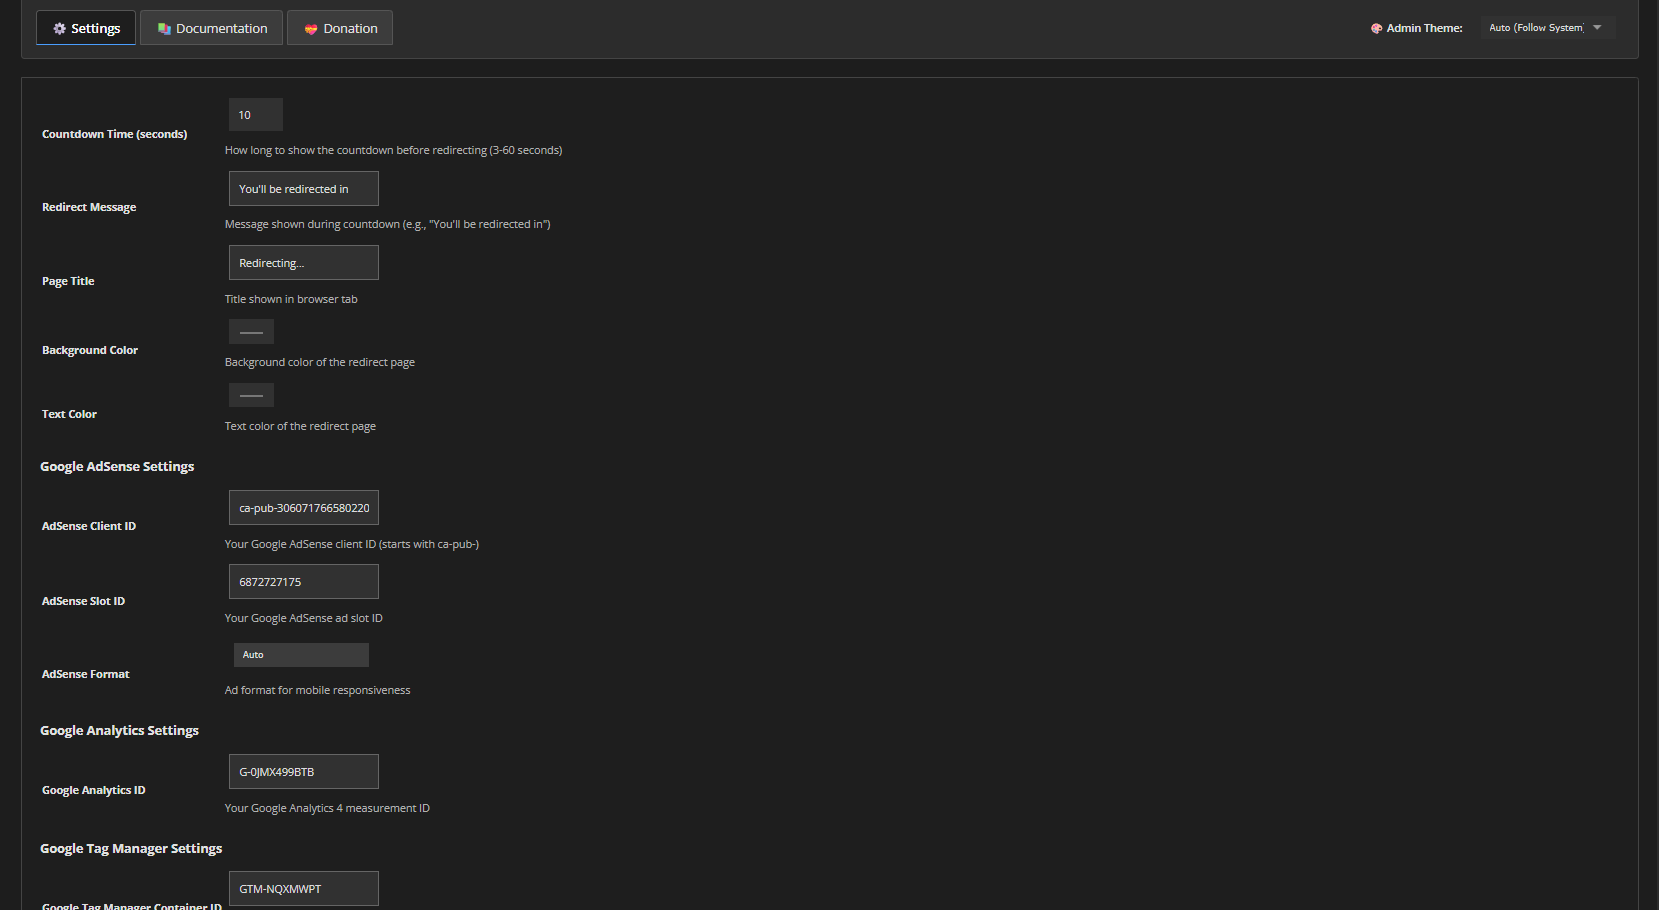 Settings
Documentation
Donation
Admin Theme:
Auto (Follow System)
Countdown Time (seconds)
10
How long to show the countdown before redirecting (3-60 seconds)
Redirect Message
You'll be redirected in
Message shown during countdown (e.g., "You'll be redirected in")
Page Title
Redirecting...
Title shown in browser tab
Background Color
Background color of the redirect page
Text Color
Text color of the redirect page
Google AdSense Settings
AdSense Client ID
ca-pub-306071766580220
Your Google AdSense client ID (starts with ca-pub-)
AdSense Slot ID
6872727175
Your Google AdSense ad slot ID
AdSense Format
Auto
Ad format for mobile responsiveness
Google Analytics Settings
Google Analytics ID
G-0JMX499BTB
Your Google Analytics 4 measurement ID
Google Tag Manager Settings
Google Tag Manager Container ID
GTM-NQXMWPT